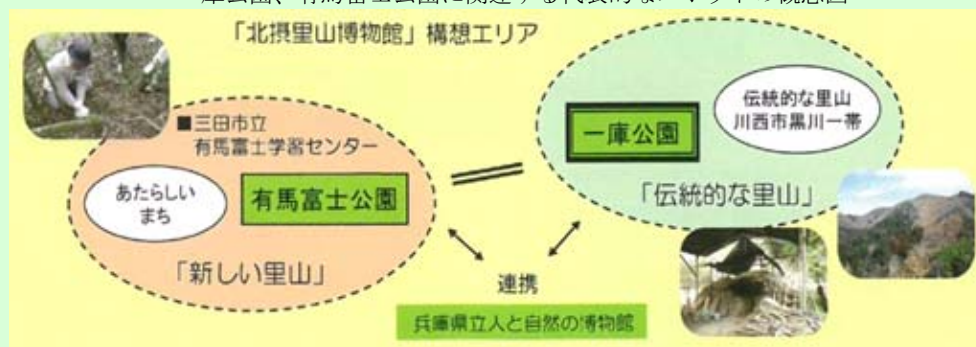 「北摂里山博物館」構想エリア
■三田市立
有馬富士学習センター
あたらしい
まち
有馬富士公園
「新しい里山」
一庫公園
伝統的な里山
川西市黒川一帯
「伝統的な里山」
連携
兵庫県立人と自然の博物館